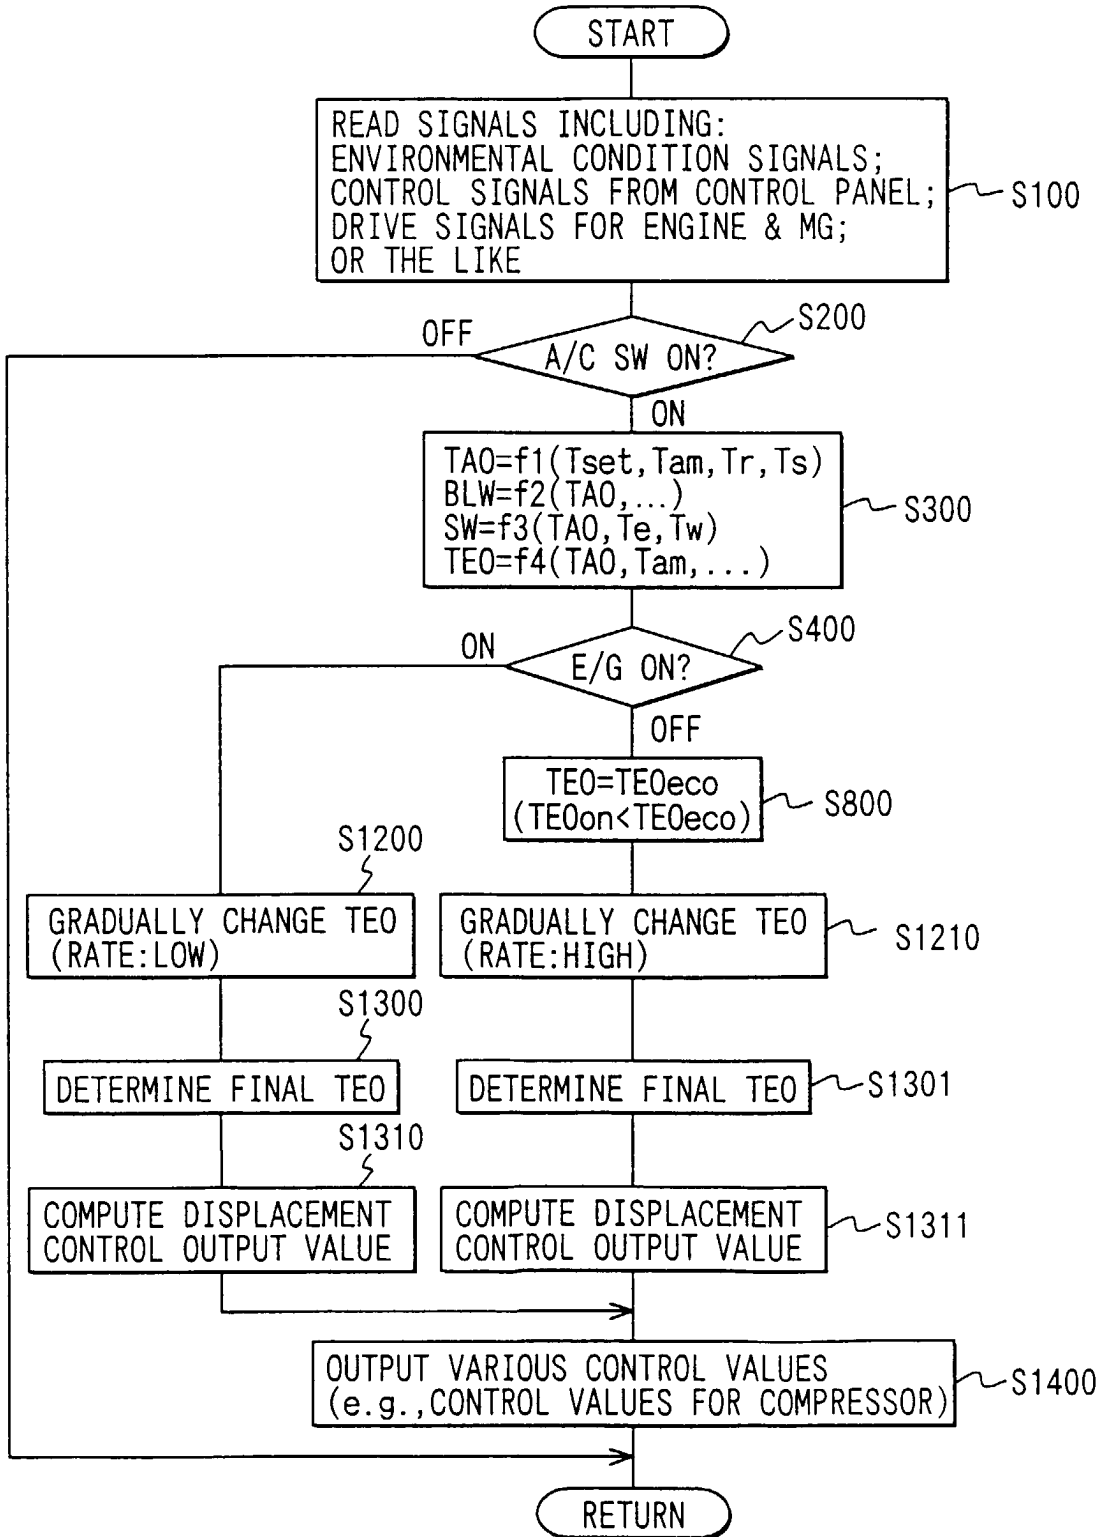 START
READ SIGNALS INCLUDING:
ENVIRONMENTAL CONDITION SIGNALS;
CONTROL SIGNALS FROM CONTROL PANEL;
DRIVE SIGNALS FOR ENGINE & MG;
OR THE LIKE
S100
S200
OFF
A/C SW ON?
ON
TAO=f1(Tset,Tam,Tr,Ts)
BLW=f2(TAO,...)
SW=f3(TAO,Te,Tw)
TEO=f4(TAO,Tam,...)
S300
S400
ON
E/G ON?
OFF
TEO=TEOeco
(TEOon<TEOeco)
S800
S1200
GRADUALLY CHANGE TEO
(RATE:LOW)
GRADUALLY CHANGE TEO
(RATE:HIGH)
S1210
S1300
DETERMINE FINAL TEO
DETERMINE FINAL TEO
S1301
S1310
COMPUTE DISPLACEMENT
CONTROL OUTPUT VALUE
COMPUTE DISPLACEMENT
CONTROL OUTPUT VALUE
S1311
OUTPUT VARIOUS CONTROL VALUES
(e.g.,CONTROL VALUES FOR COMPRESSOR)
S1400
RETURN